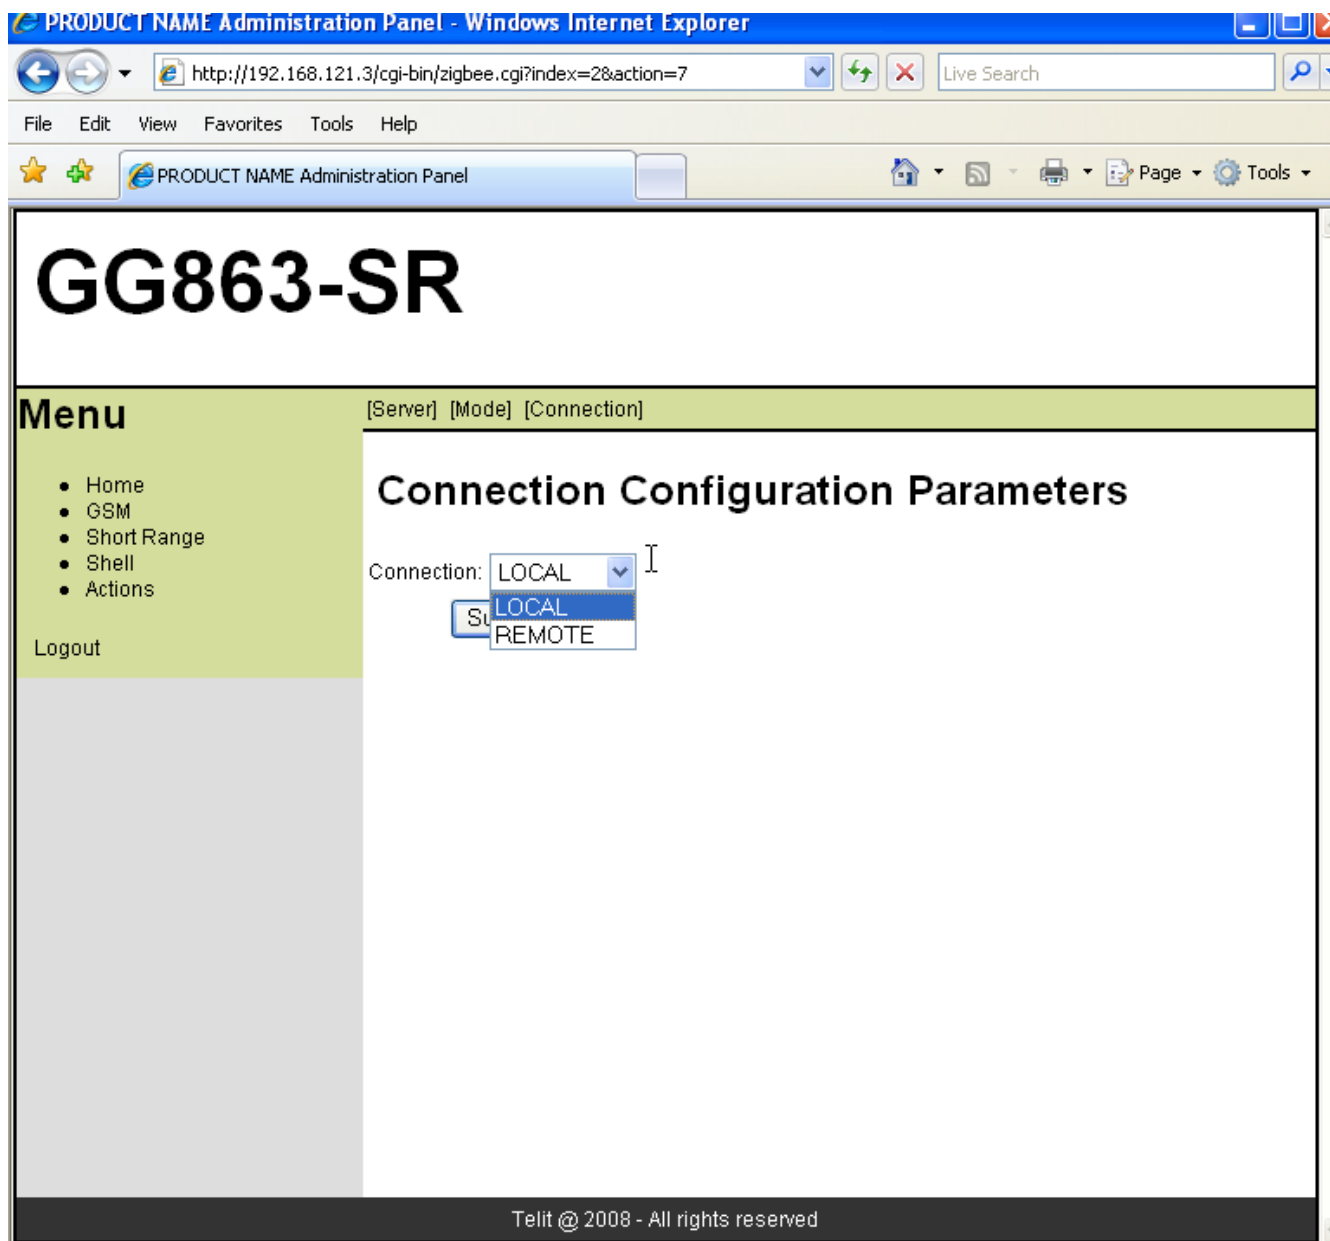 PRODUCT NAME Administration Panel - Windows Internet Explorer
http://192.168.121.3/cgi-bin/zigbee.cgi?index=2&action=7
Live Search
File Edit View Favorites Tools Help
PRODUCT NAME Administration Panel
Page Tools
GG863-SR
Menu
[Server] [Mode] [Connection]
Home
GSM
Short Range
Shell
Actions
Logout
Connection Configuration Parameters
Connection: LOCAL
LOCAL
REMOTE
Telit @ 2008 - All rights reserved